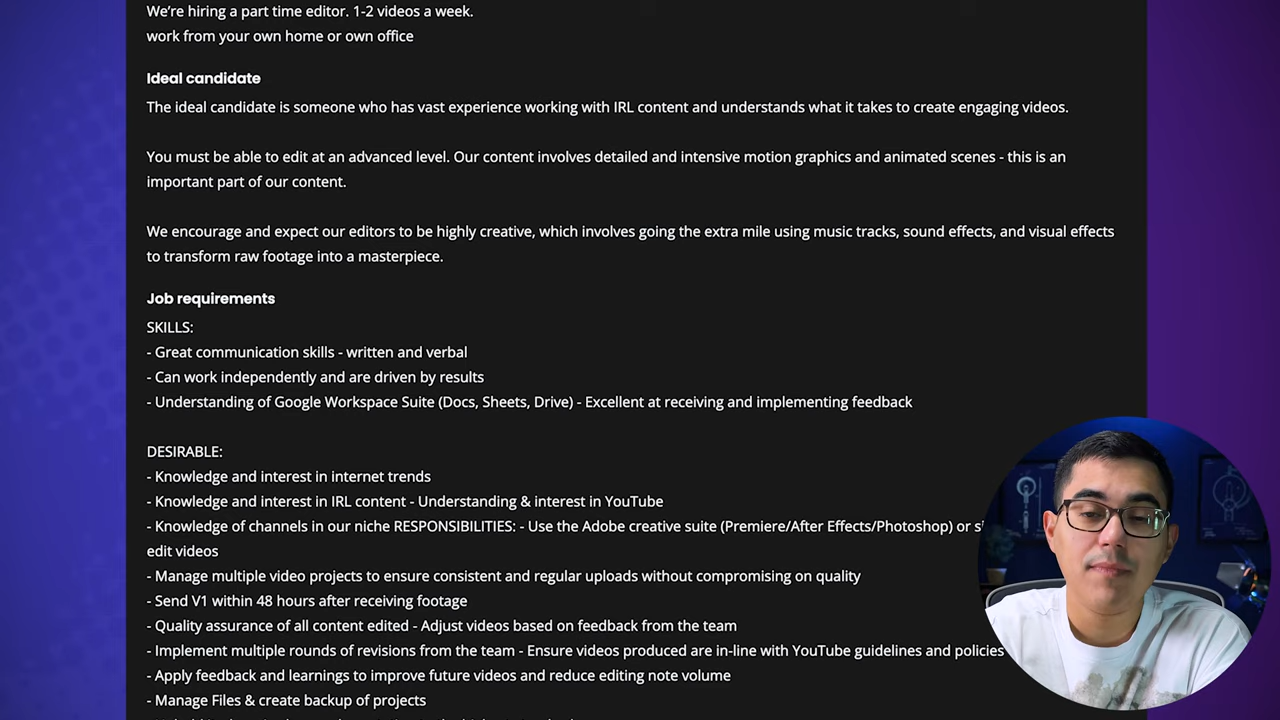 We're hiring a part time editor. 1-2 videos a week.
work from your own home or own office
Ideal candidate
The ideal candidate is someone who has vast experience working with IRL content and understands what it takes to create engaging videos.
You must be able to edit at an advanced level. Our content involves detailed and intensive motion graphics and animated scenes - this is an
important part of our content.
We encourage and expect our editors to be highly creative, which involves going the extra mile using music tracks, sound effects, and visual effects
to transform raw footage into a masterpiece.
Job requirements
SKILLS:
- Great communication skills - written and verbal
- Can work independently and are driven by results
- Understanding of Google Workspace Suite (Docs, Sheets, Drive) - Excellent at receiving and implementing feedback
DESIRABLE:
- Knowledge and interest in internet trends
- Knowledge and interest in IRL content - Understanding & interest in YouTube
- Knowledge of channels in our niche RESPONSIBILITIES: - Use the Adobe creative suite (Premiere/After Effects/Photoshop) or
edit videos
- Manage multiple video projects to ensure consistent and regular uploads without compromising on quality
- Send V1 within 48 hours after receiving footage
- Quality assurance of all content edited - Adjust videos based on feedback from the team
- Implement multiple rounds of revisions from the team - Ensure videos produced are in-line with YouTube guidelines and policies
- Apply feedback and learnings to improve future videos and reduce editing note volume
- Manage Files & create backup of projects